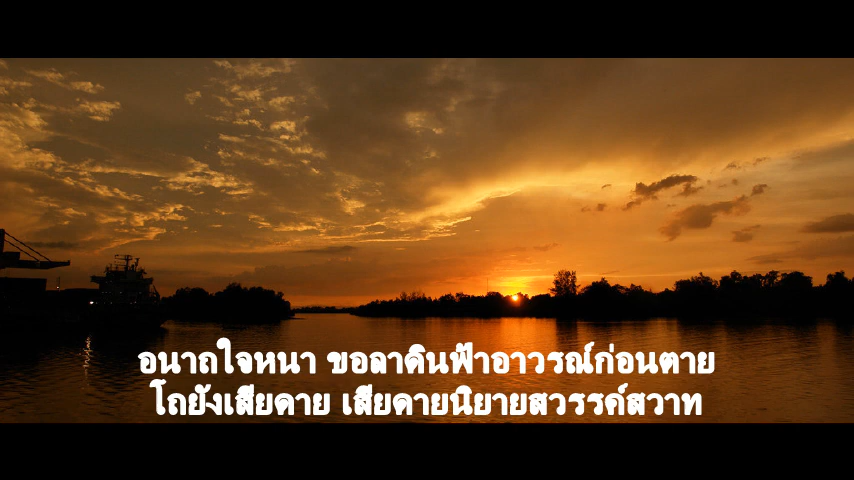 อนาถใจหนา ขอลาดินฟ้าอาวรณ์ก่อนตาย
โถยังเสียดาย เสียดายนิยายสวรรค์สวาท